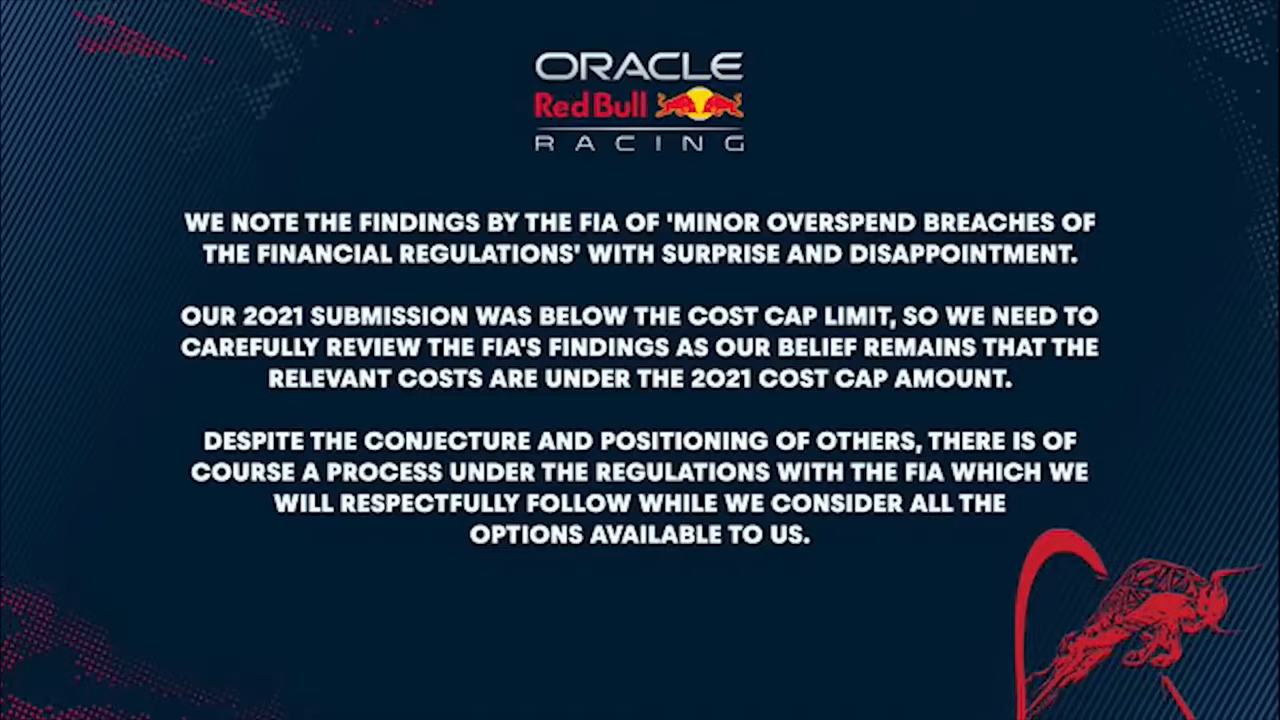 ORACLE
Red Bull
RACING
WE NOTE THE FINDINGS BY THE FIA OF 'MINOR OVERSPEND BREACHES OF
THE FINANCIAL REGULATIONS' WITH SURPRISE AND DISAPPOINTMENT.
OUR 2021 SUBMISSION WAS BELOW THE COST CAP LIMIT, SO WE NEED TO
CAREFULLY REVIEW THE FIA'S FINDINGS AS OUR BELIEF REMAINS THAT THE
RELEVANT COSTS ARE UNDER THE 2021 COST CAP AMOUNT.
DESPITE THE CONJECTURE AND POSITIONING OF OTHERS, THERE IS OF
COURSE A PROCESS UNDER THE REGULATIONS WITH THE FIA WHICH WE
WILL RESPECTFULLY FOLLOW WHILE WE CONSIDER ALL THE
OPTIONS AVAILABLE TO US.